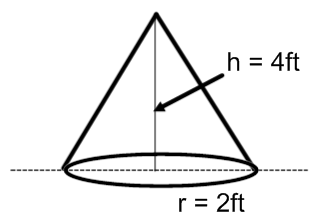 h = 4ft
r = 2ft